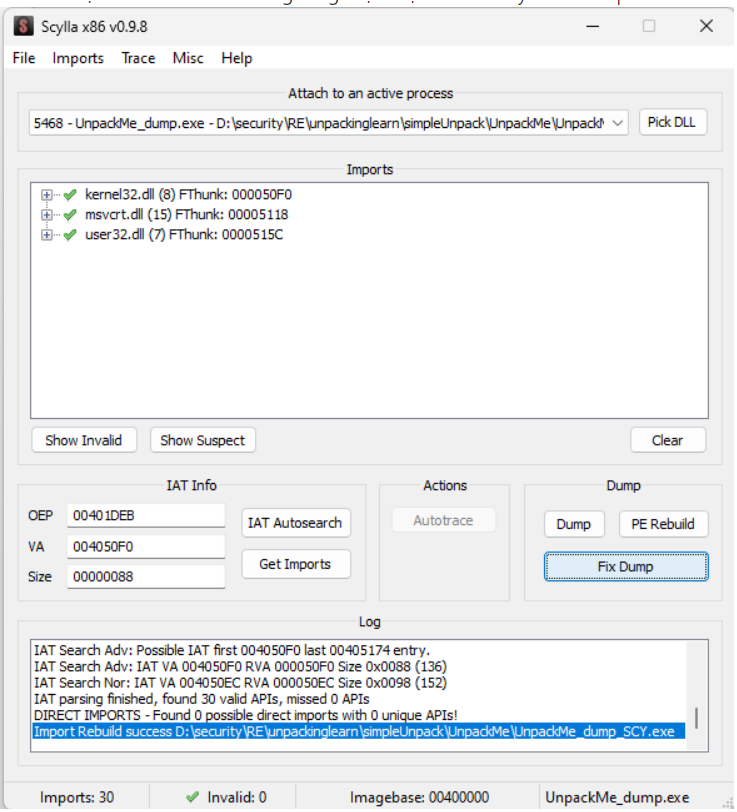 Scylla x86 v0.9.8
File Imports Trace Misc Help
Attach to an active process
5468 - UnpackMe_dump.exe - D:\security\RE\unpackinglearn\simpleUnpack\UnpackMe\UnpackM
Pick DLL
Imports
kernel32.dll (8) FThunk: 000050F0
msvcrt.dll (15) FThunk: 00005118
user32.dll (7) FThunk: 0000515C
Show Invalid Show Suspect Clear
IAT Info Actions Dump
OEP 00401DEB IAT Autosearch Autotrace Dump PE Rebuild
VA 004050F0
Size 00000088 Get Imports Fix Dump
Log
IAT Search Adv: Possible IAT first 004050F0 last 00405174 entry.
IAT Search Adv: IAT VA 004050F0 RVA 000050F0 Size 0x0088 (136)
IAT Search Nor: IAT VA 004050EC RVA 000050EC Size 0x0098 (152)
IAT parsing finished, found 30 valid APIs, missed 0 APIs
DIRECT IMPORTS - Found 0 possible direct imports with 0 unique APIs!
Import Rebuild success D:\security\RE\unpackinglearn\simpleUnpack\UnpackMe\UnpackMe_dump_SCY.exe
Imports: 30 Invalid: 0 Imagebase: 00400000 UnpackMe_dump.exe